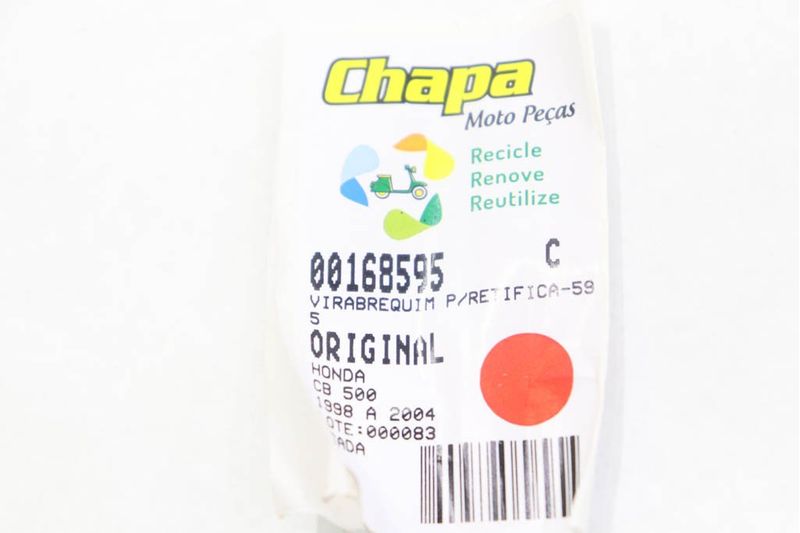 Chapa
Moto Peças
Recicle
Renove
Reutilize
00168595 C
VIRABREQUIM P/RETIFICA-59
5
ORIGINAL
HONDA
CB 500
1998 A 2004
OTE:000083
ADA